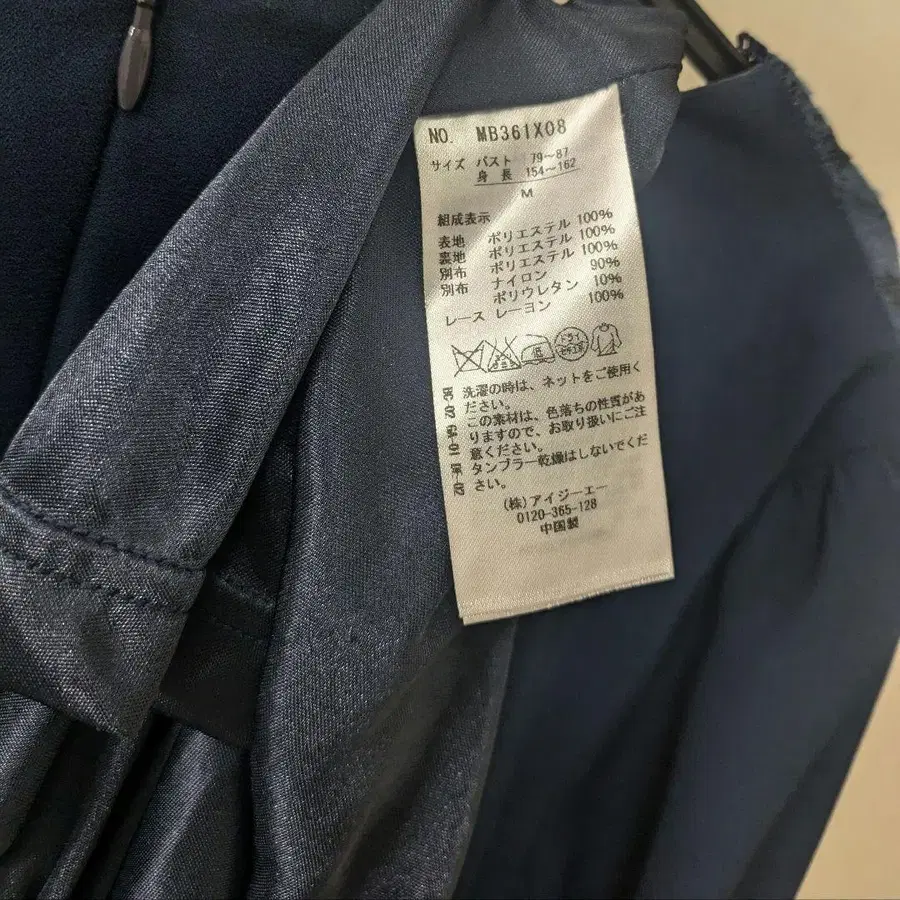 NO. MB361X08
サイズ バスト 79～87
身長 154～162
M
組成表示
表地 ポリエステル 100%
裏地 ポリエステル 100%
別布 ポリエステル 100%
別布 ナイロン 90%
ポリウレタン 10%
レース レーヨン 100%
低
ドライ
洗濯の時は、ネットをご使用く
ださい。
この素材は、色落ちの性質があ
りますので、お取り扱いにご注
意ください。
タンブラー乾燥はしないでくだ
さい。
(株)アイジーエー
0120-365-128
中国製